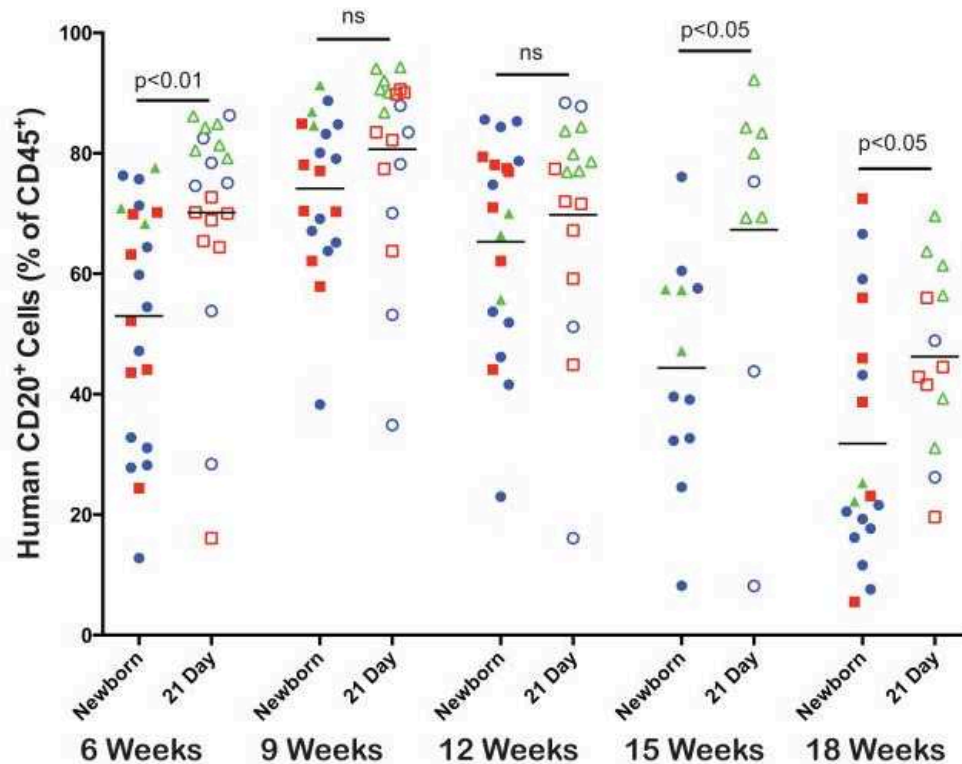 Human CD20⁺ Cells (% of CD45⁺)
100
80
60
40
20
0
p<0.01
ns
ns
p<0.05
p<0.05
Newborn
21 Day
Newborn
21 Day
Newborn
21 Day
Newborn
21 Day
Newborn
21 Day
6 Weeks
9 Weeks
12 Weeks
15 Weeks
18 Weeks